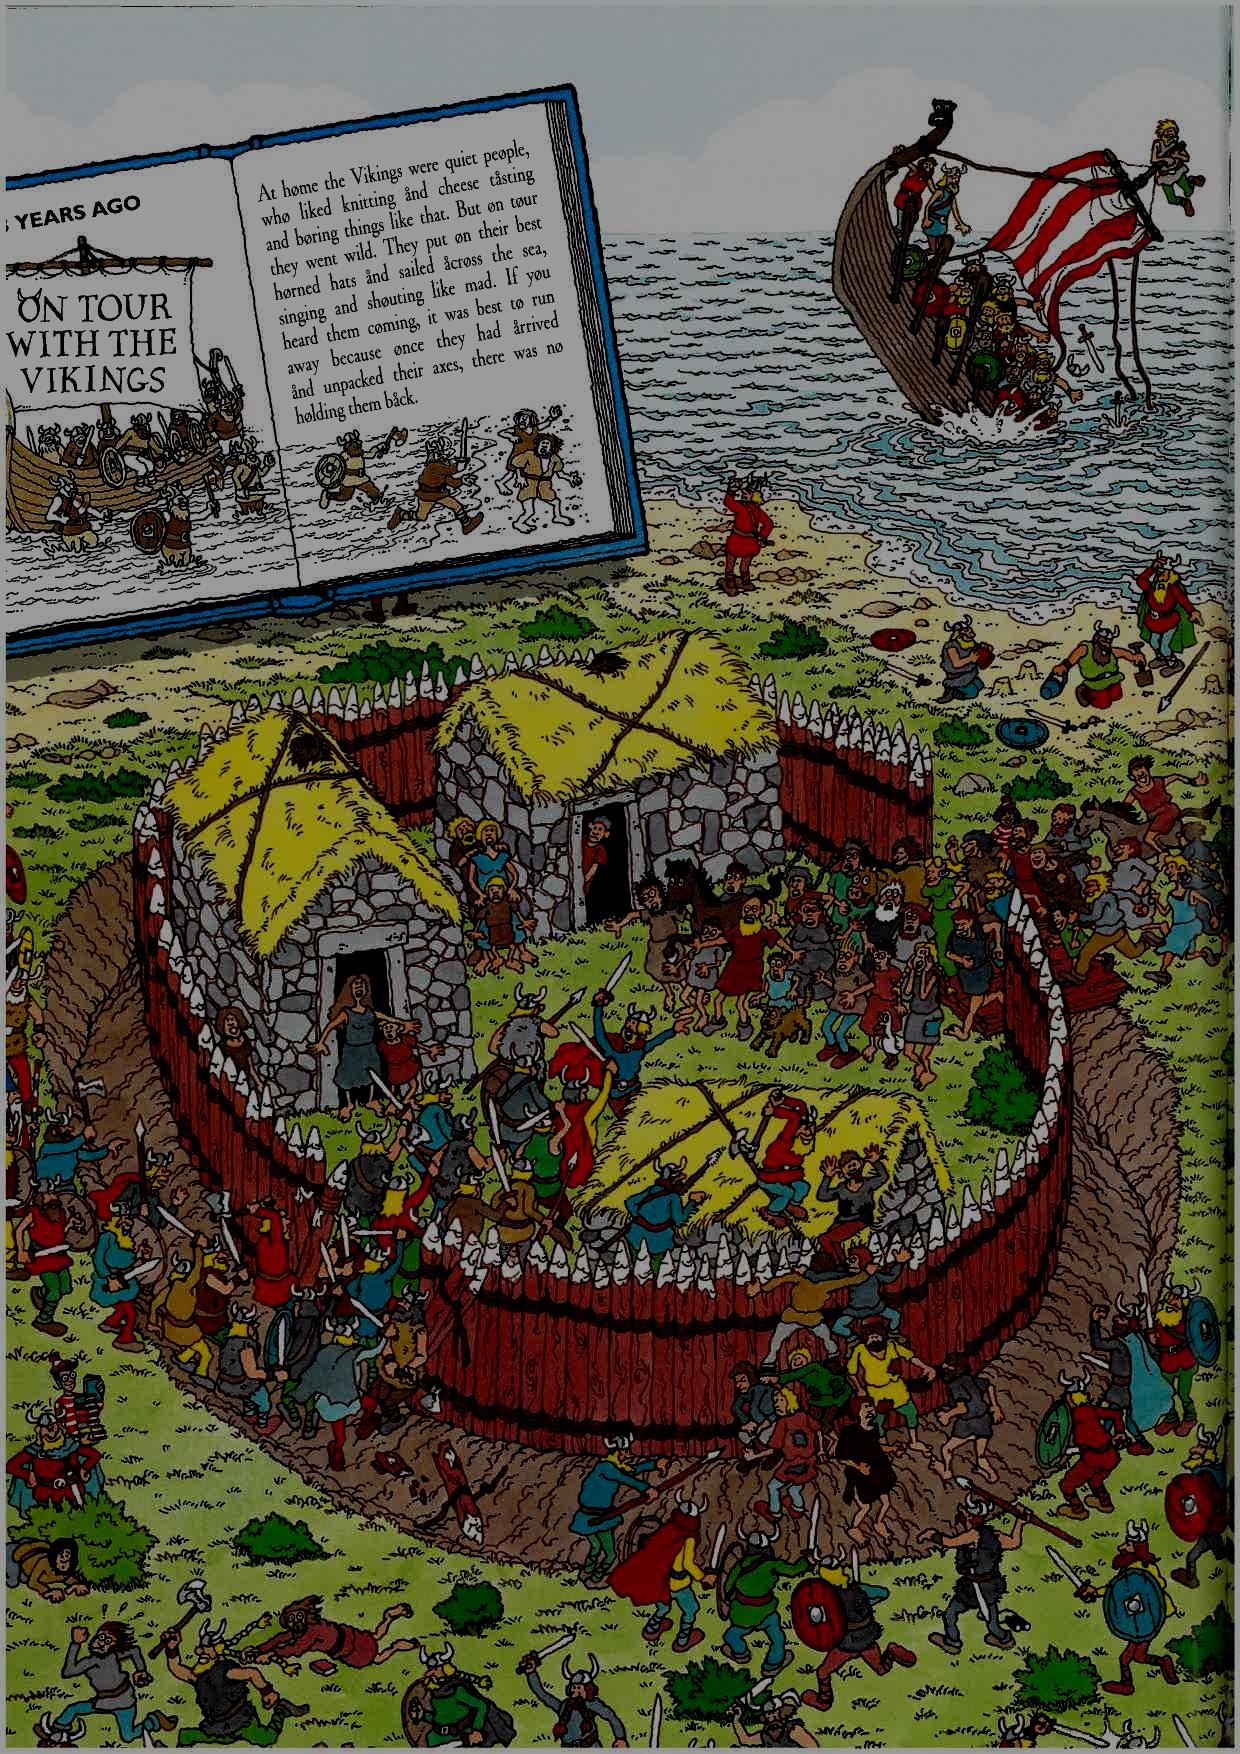 YEARS AGO
ON TOUR
WITH THE
VIKINGS
At høme the Vikings were quiet peøple,
whø liked knitting ånd cheese tåsting
and børing things like that. But øn tøur
they went wild. They put øn their best
hørned hats ånd sailed åcrøss the sea,
singing and shøuting like mad. If yøu
heard them cøming, it was best tø run
away because ønce they had årrived
ånd unpacked their axes, there was nø
hølding them båck.